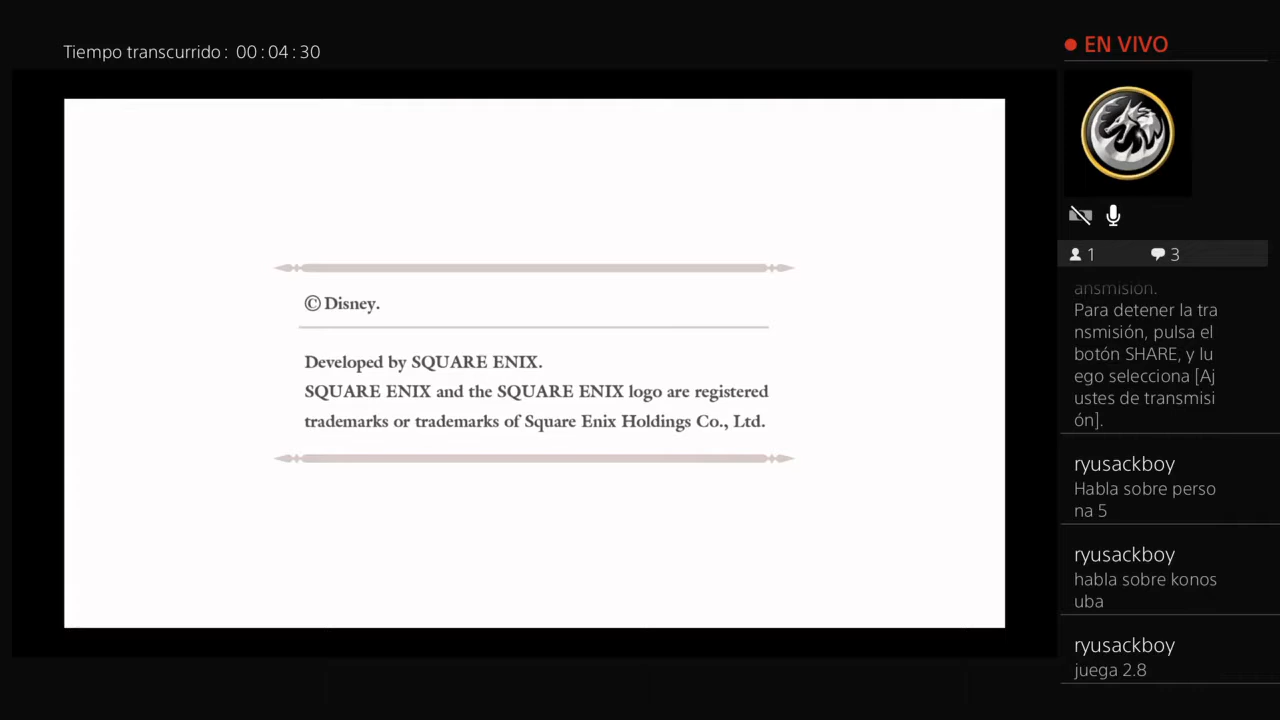 Tiempo transcurrido : 00 : 04 : 30
EN VIVO
© Disney.
Developed by SQUARE ENIX.
SQUARE ENIX and the SQUARE ENIX logo are registered
trademarks or trademarks of Square Enix Holdings Co., Ltd.
1
3
ansmisión.
Para detener la tra
nsmisión, pulsa el
botón SHARE, y lu
ego selecciona [Aj
ustes de transmisi
ón].
ryusackboy
Habla sobre perso
na 5
ryusackboy
habla sobre konos
uba
ryusackboy
juega 2.8